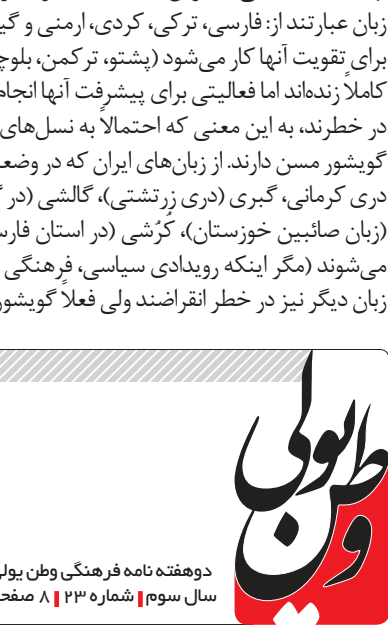 زبان عبارتند از: فارسی، ترکی، کردی، ارمنی و گی
برای تقویت آنها کار می‌شود (پشتو، ترکمن، بلوچ
کاملاً زنده‌اند اما فعالیتی برای پیشرفت آنها انجام
در خطرند، به این معنی که احتمالاً به نسل‌های
گویشور مسن دارند. از زبان‌های ایران که در وضع
دری کرمانی، گبری (دری زرتشتی)، گالشی (در گ
(زبان صائبین خوزستان)، کُرُشی (در استان فارس
می‌شوند (مگر اینکه رویدادی سیاسی، فرهنگی
زبان دیگر نیز در خطر انقراضند ولی فعلاً گویشور
وطن یولی
دوهفته نامه فرهنگی وطن یولی
سال سوم | شماره ۲۳ | ۸ صفحه